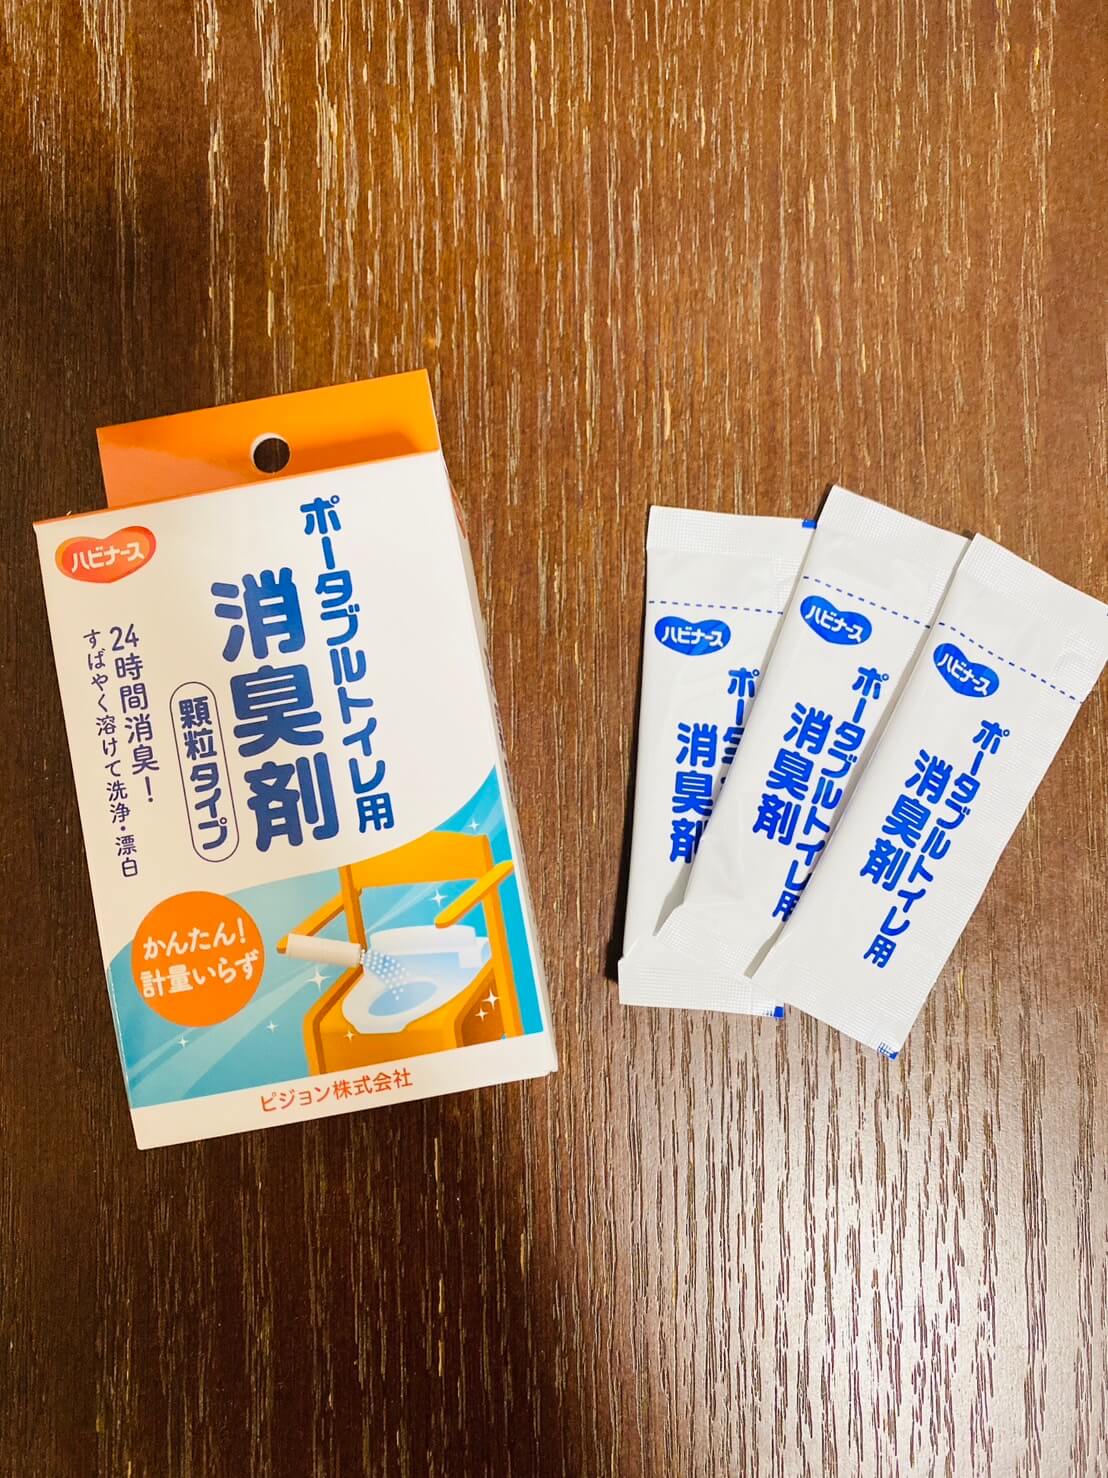 ハビナース
ポータブルトイレ用
消臭剤
顆粒タイプ
24時間消臭！
すばやく溶けて洗浄・漂白
かんたん！
計量いらず
ピジョン株式会社
ハビナース
ポータ
消臭剤
ハビナース
ポータブルトイレ用
消臭剤
ハビナース
ポータブルトイレ用
消臭剤